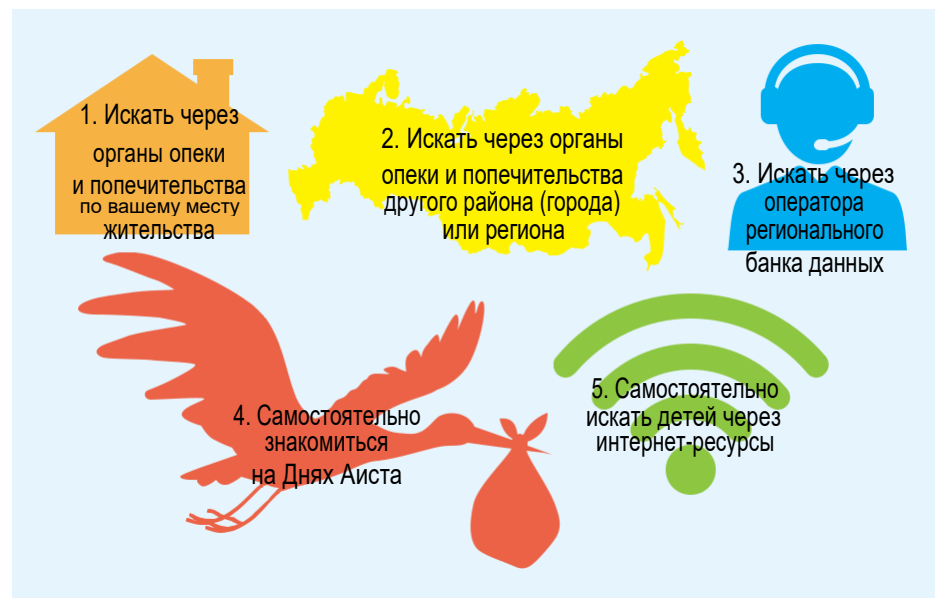 1. Искать через
органы опеки
и попечительства
по вашему месту
жительства
2. Искать через органы
опеки и попечительства
другого района (города)
или региона
3. Искать через
оператора
регионального
банка данных
4. Самостоятельно
знакомиться
на Днях Аиста
5. Самостоятельно
искать детей через
интернет-ресурсы